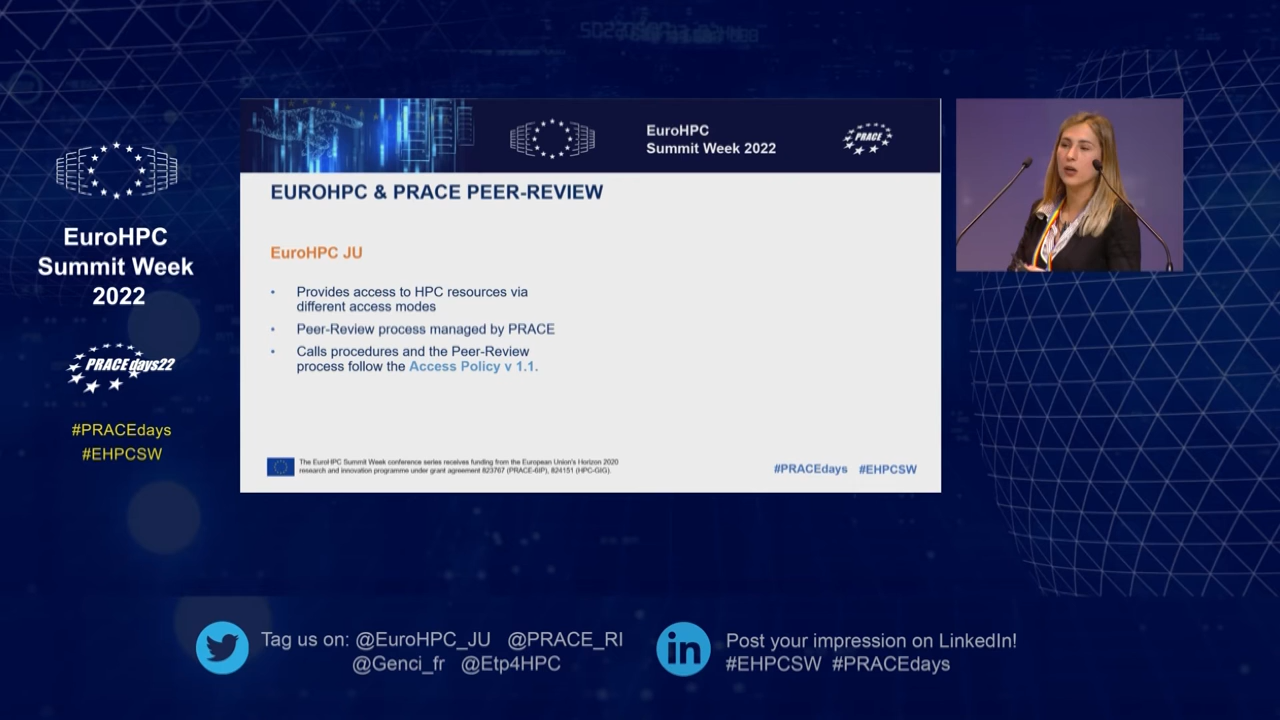 EuroHPC
Summit Week
2022
PRACEdays22
#PRACEdays
#EHPCSW
EuroHPC
Summit Week 2022
PRACE
EUROHPC & PRACE PEER-REVIEW
EuroHPC JU
• Provides access to HPC resources via
different access modes
• Peer-Review process managed by PRACE
• Calls procedures and the Peer-Review
process follow the Access Policy v 1.1.
The EuroHPC Summit Week conference series receives funding from the European Union's Horizon 2020
research and innovation programme under grant agreement 823767 (PRACE-6IP), 824151 (HPC-GIG).
#PRACEdays #EHPCSW
Tag us on: @EuroHPC_JU @PRACE_RI
@Genci_fr @Etp4HPC
in
Post your impression on LinkedIn!
#EHPCSW #PRACEdays